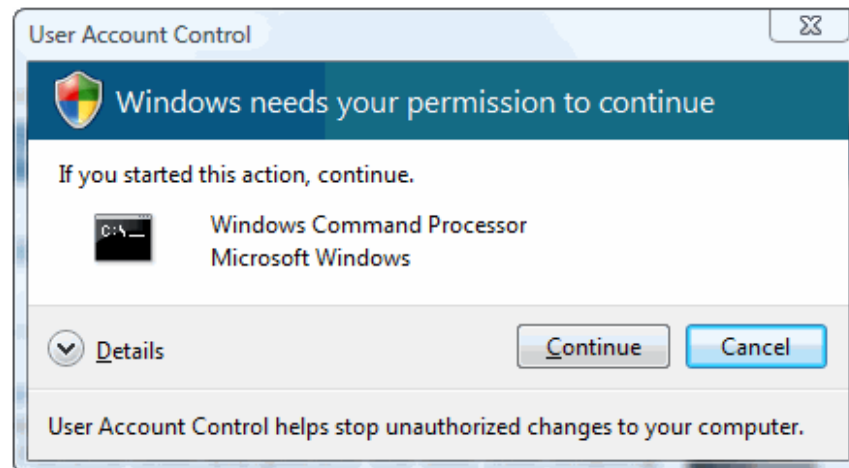 User Account Control
Windows needs your permission to continue
If you started this action, continue.
C:\_
Windows Command Processor
Microsoft Windows
Details
Continue
Cancel
User Account Control helps stop unauthorized changes to your computer.